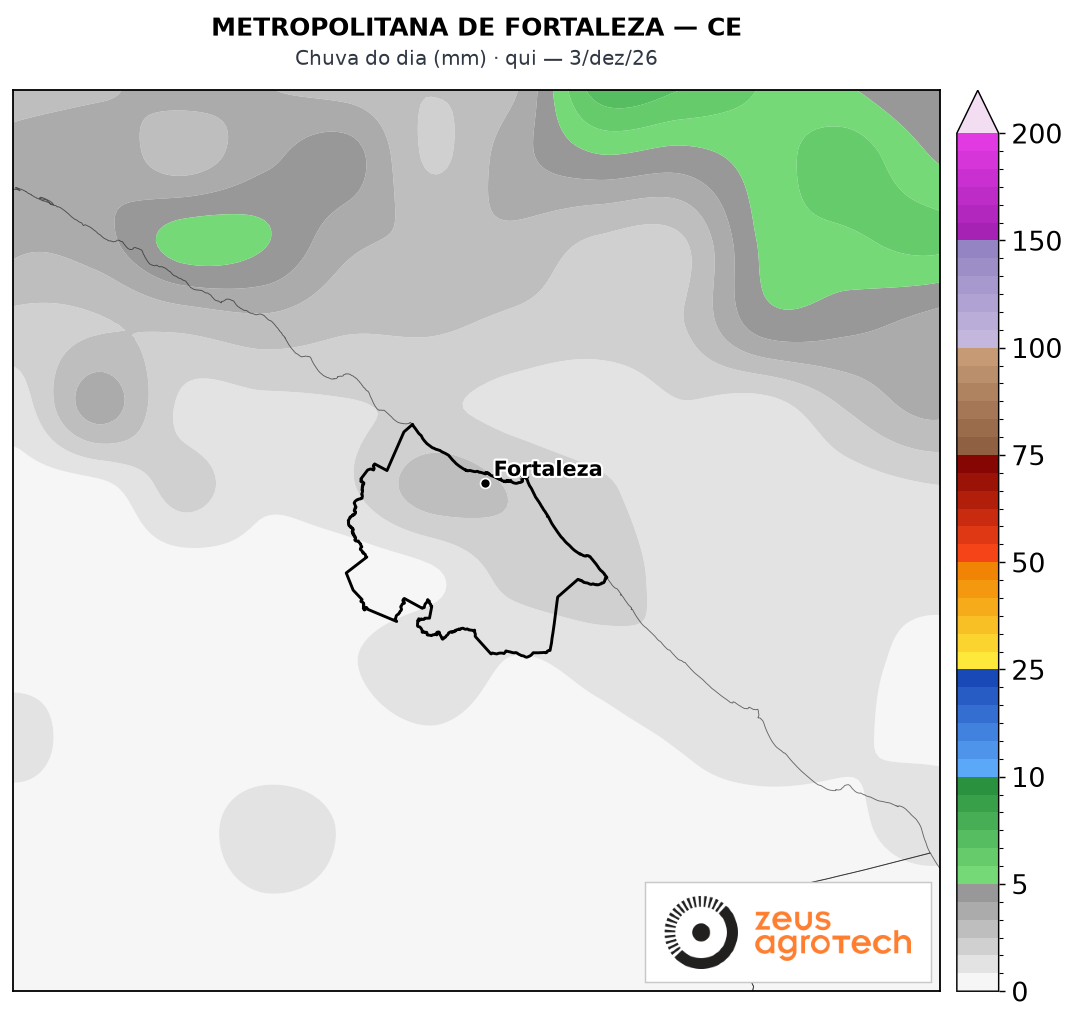 METROPOLITANA DE FORTALEZA — CE
Chuva do dia (mm) · qui — 3/dez/26
200
150
100
75
50
25
10
5
0
Fortaleza
zeus
agrotech